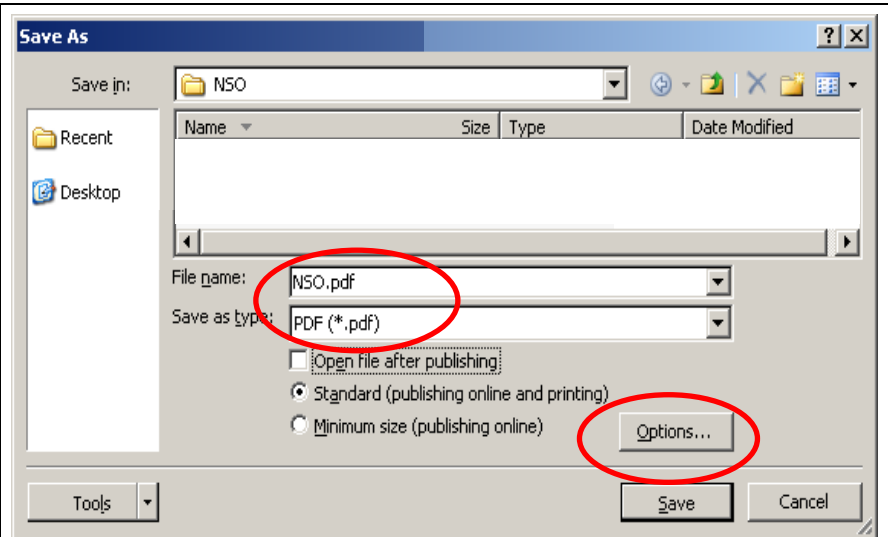 Save As
Save in: NSO
Recent
Desktop
Name Size Type Date Modified
File name: NSO.pdf
Save as type: PDF (*.pdf)
Open file after publishing
Standard (publishing online and printing)
Minimum size (publishing online)
Options...
Tools Save Cancel